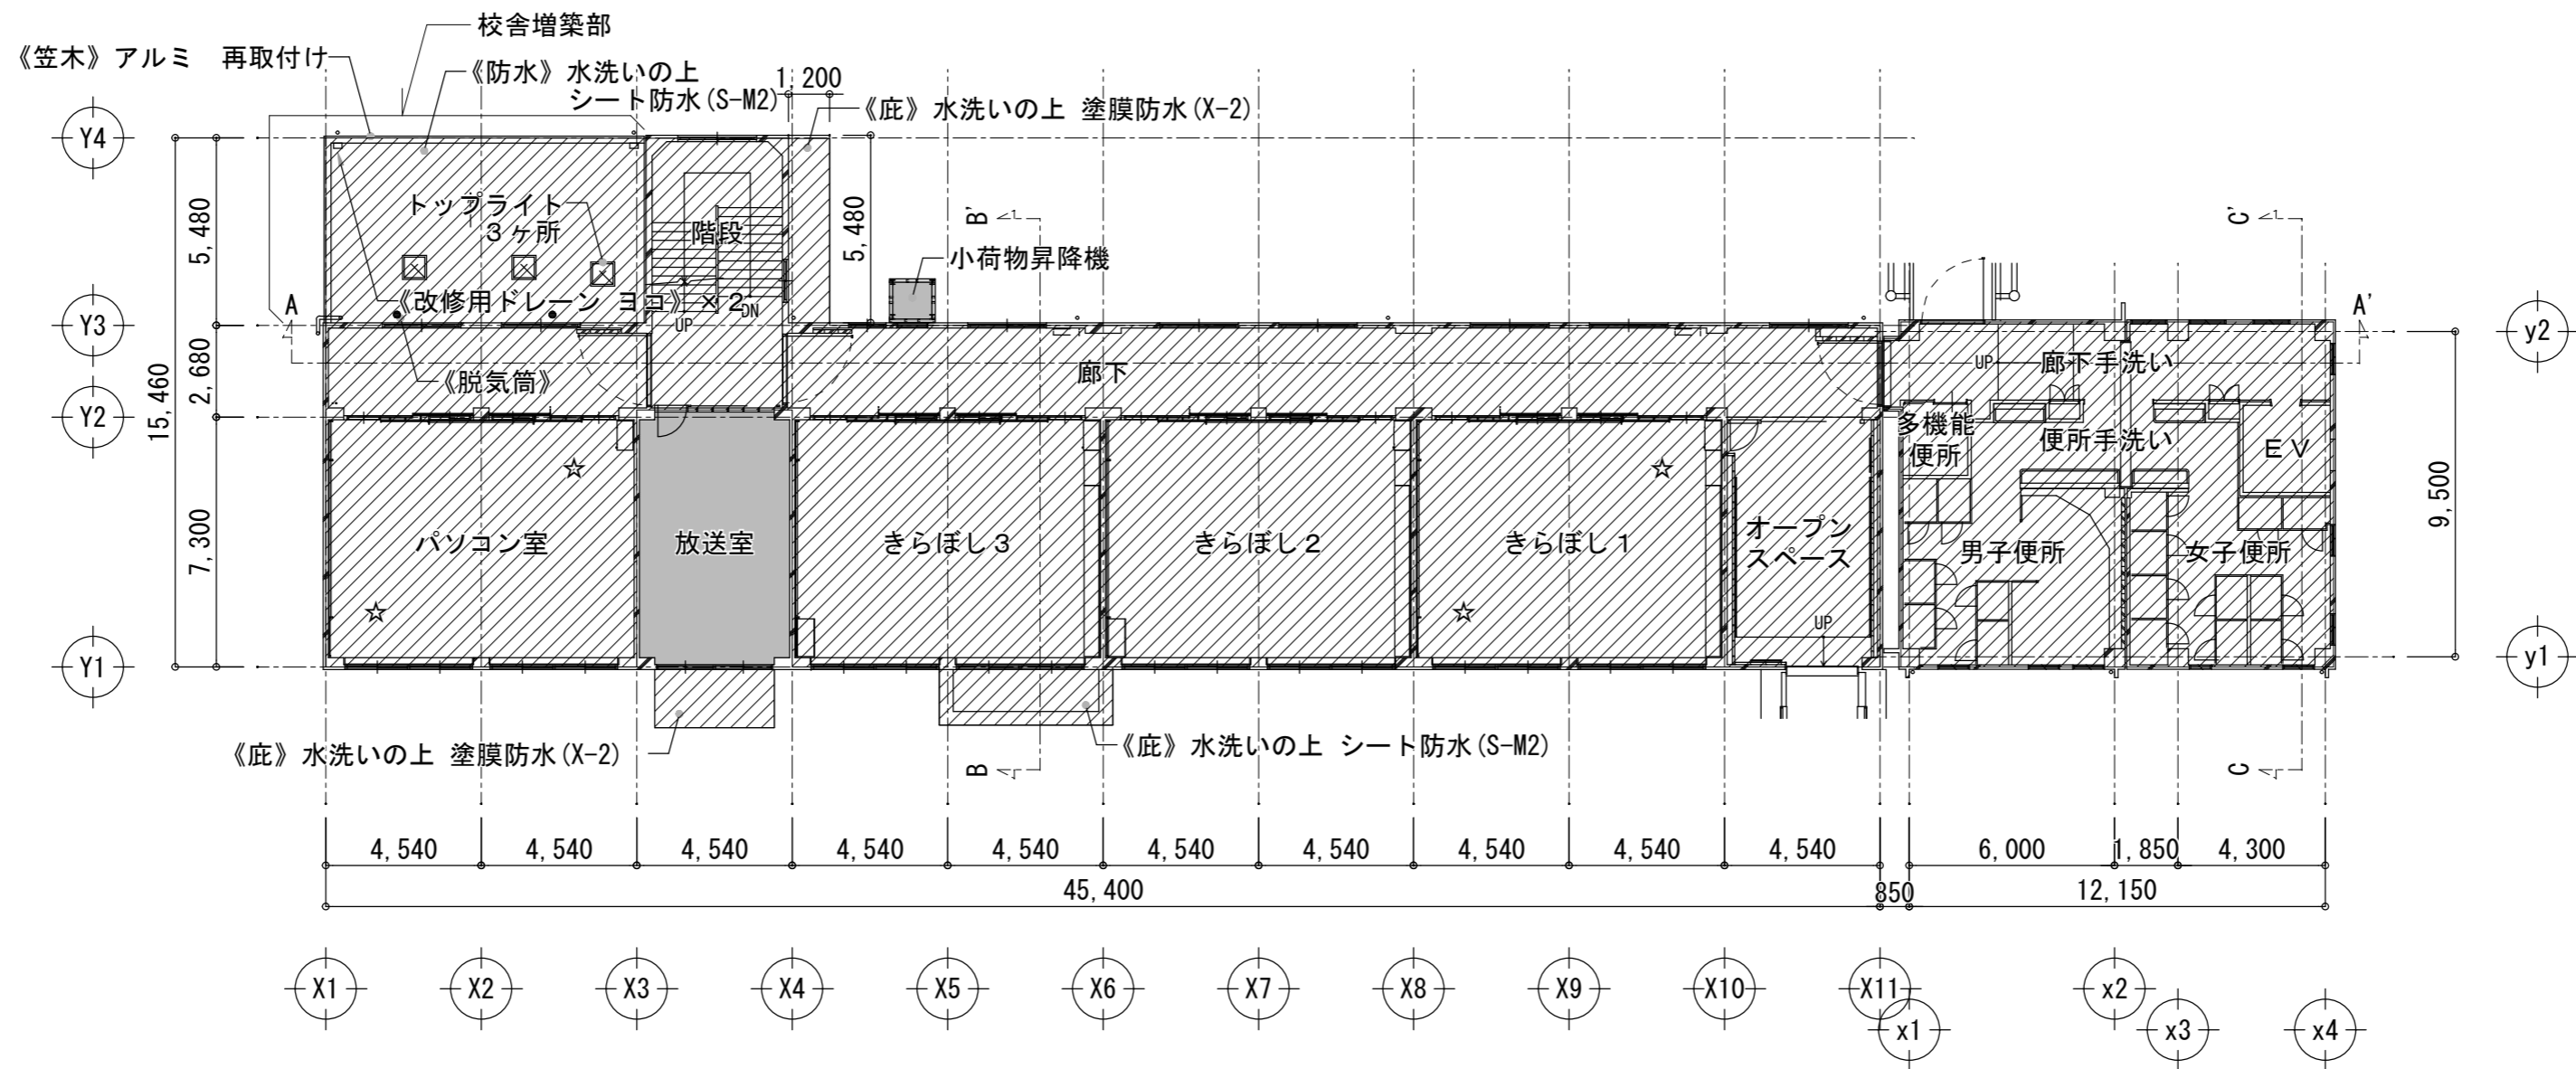 校舎増築部
《笠木》アルミ　再取付け
《防水》水洗いの上
シート防水(S-M2)
1,200
《庇》水洗いの上 塗膜防水(X-2)
Y4
Y3
Y2
Y1
15,460
5,480
2,680
7,300
トップライト
3ヶ所
階段
5,480
小荷物昇降機
B'
C'
A
A'
《改修用ドレーン ヨコ》×2
UP
DN
《脱気筒》
廊下
UP
廊下手洗い
多機能
便所
便所手洗い
EV
y2
9,500
y1
☆
☆
パソコン室
放送室
きらぼし3
きらぼし2
きらぼし1
☆
☆
オープン
スペース
UP
男子便所
女子便所
《庇》水洗いの上 塗膜防水(X-2)
《庇》水洗いの上 シート防水(S-M2)
B
C
4,540
4,540
4,540
4,540
4,540
4,540
4,540
4,540
4,540
4,540
6,000
1,850
4,300
45,400
850
12,150
X1
X2
X3
X4
X5
X6
X7
X8
X9
X10
X11
x1
x2
x3
x4